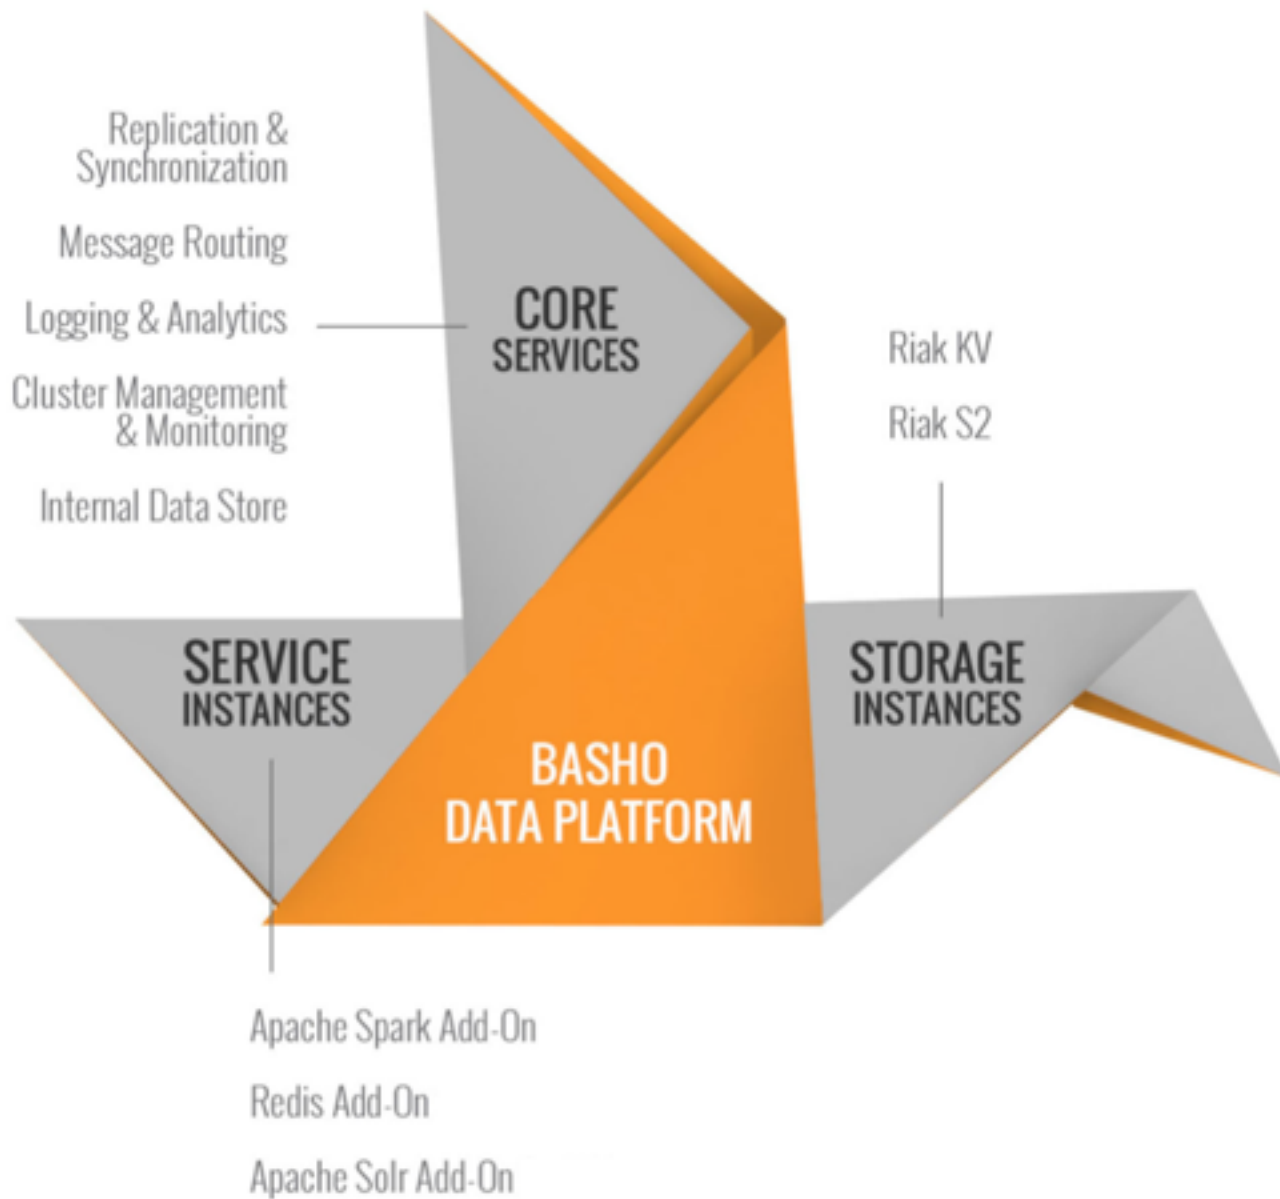 Replication &
Synchronization
Message Routing
Logging & Analytics
Cluster Management
& Monitoring
Internal Data Store
CORE
SERVICES
Riak KV
Riak S2
SERVICE
INSTANCES
STORAGE
INSTANCES
BASHO
DATA PLATFORM
Apache Spark Add-On
Redis Add-On
Apache Solr Add-On